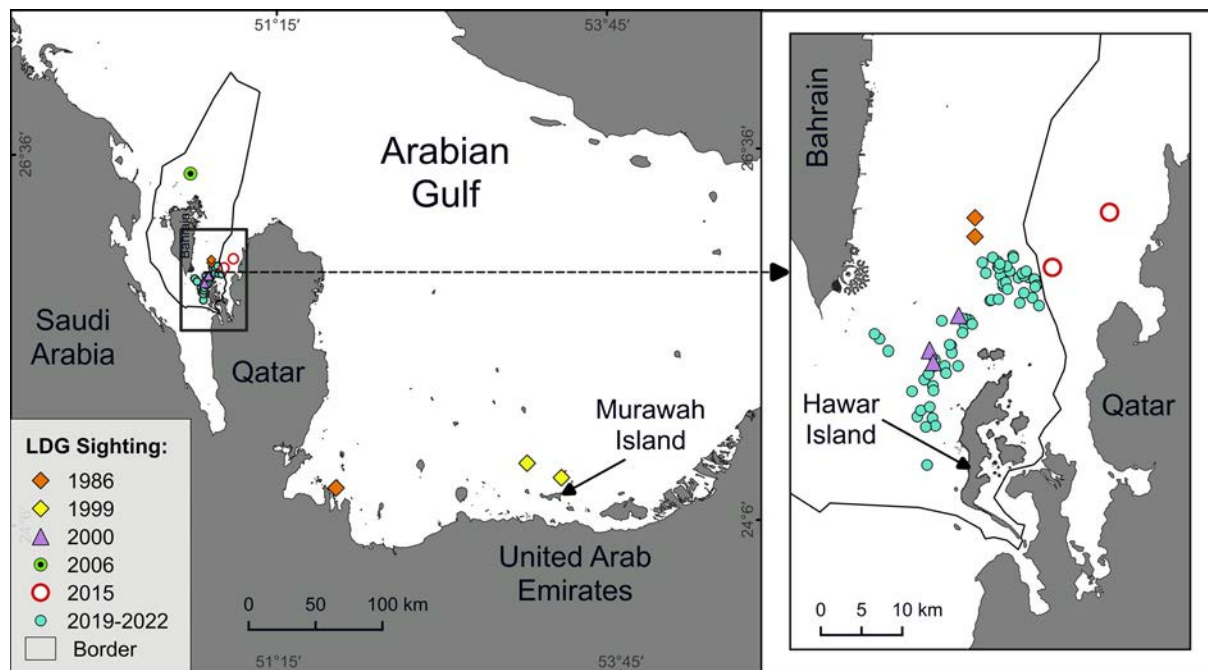 51°15'
53°45'
26°36'
26°36'
Arabian
Gulf
Bahrain
Saudi
Arabia
Qatar
Murawah
Island
United Arab
Emirates
24°6'
24°6'
LDG Sighting:
1986
1999
2000
2006
2015
2019-2022
Border
0 50 100 km
51°15'
53°45'
Bahrain
Hawar
Island
Qatar
0 5 10 km